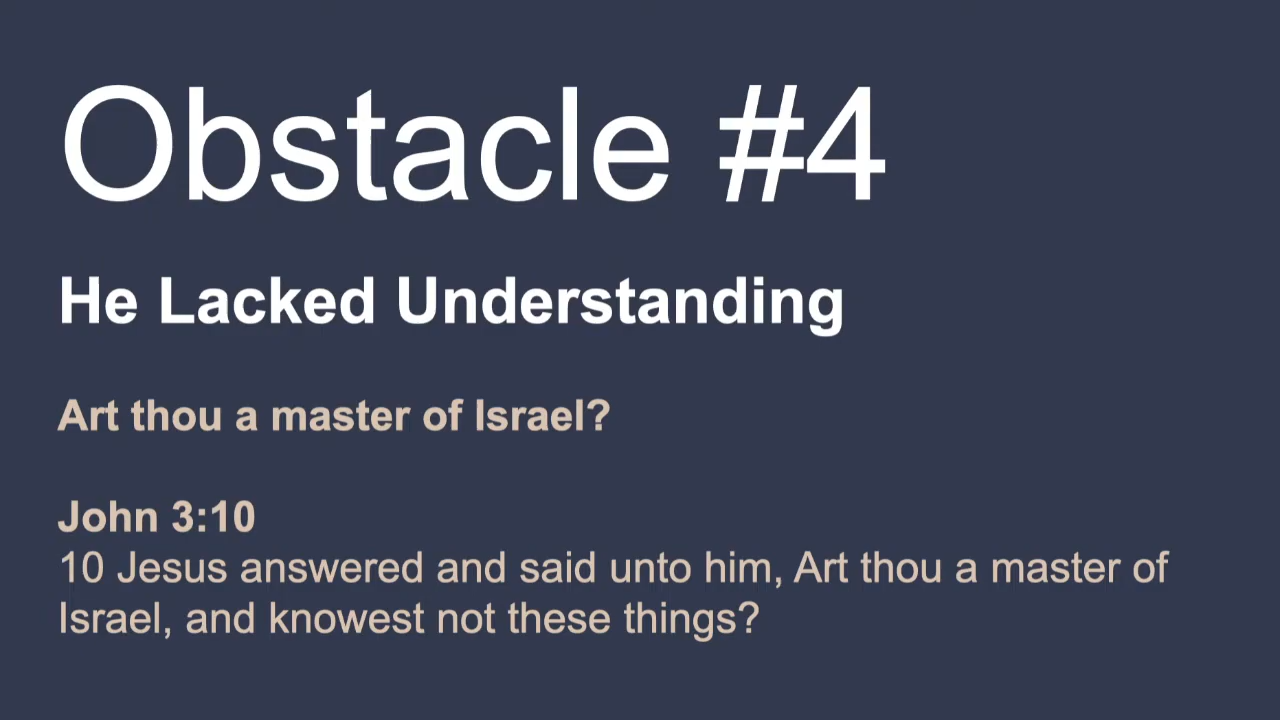 Obstacle #4
He Lacked Understanding
Art thou a master of Israel?
John 3:10
10 Jesus answered and said unto him, Art thou a master of
Israel, and knowest not these things?